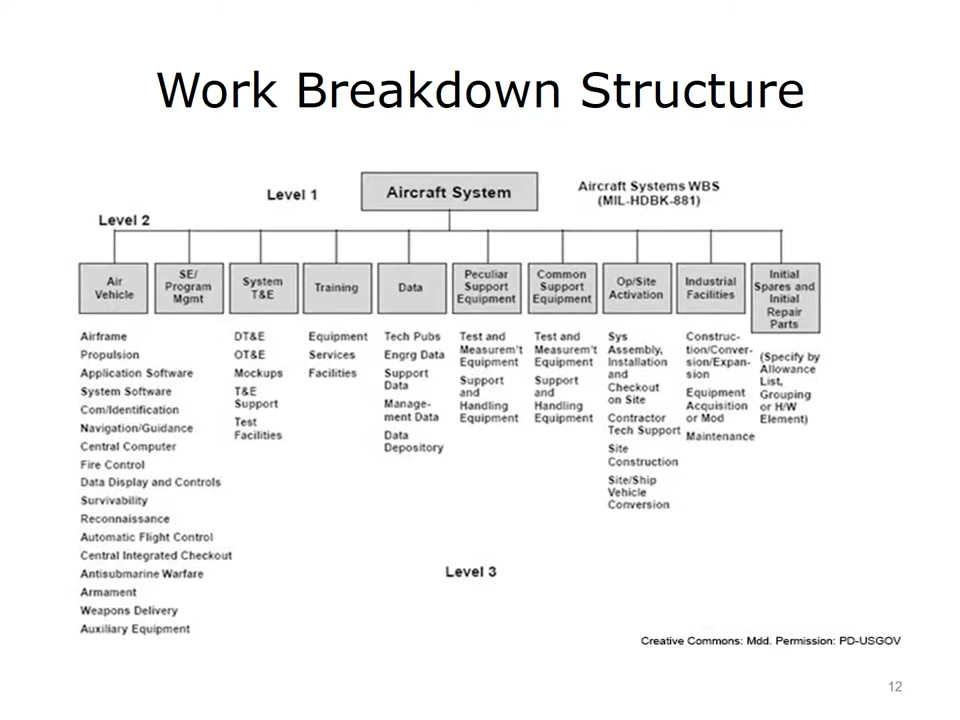 Work Breakdown Structure
Level 1
Aircraft System
Aircraft Systems WBS
(MIL-HDBK-881)
Level 2
Air
Vehicle
SE/
Program
Mgmt
System
T&E
Training
Data
Peculiar
Support
Equipment
Common
Support
Equipment
Op/Site
Activation
Industrial
Facilities
Initial
Spares and
Initial
Repair
Parts
Airframe
Propulsion
Application Software
System Software
Com/Identification
Navigation/Guidance
Central Computer
Fire Control
Data Display and Controls
Survivability
Reconnaissance
Automatic Flight Control
Central Integrated Checkout
Antisubmarine Warfare
Armament
Weapons Delivery
Auxiliary Equipment
DT&E
OT&E
Mockups
T&E
Support
Test
Facilities
Equipment
Services
Facilities
Tech Pubs
Engrg Data
Support
Data
Manage-
ment Data
Data
Depository
Test and
Measurem't
Equipment
Support
and
Handling
Equipment
Test and
Measurem't
Equipment
Support
and
Handling
Equipment
Sys
Assembly,
Installation
and
Checkout
on Site
Contractor
Tech Support
Site
Construction
Site/Ship
Vehicle
Conversion
Construc-
tion/Conver-
sion/Expan-
sion
Equipment
Acquisition
or Mod
Maintenance
(Specify by
Allowance
List,
Grouping
or H/W
Element)
Level 3
Creative Commons: Mdd. Permission: PD-USGOV
12